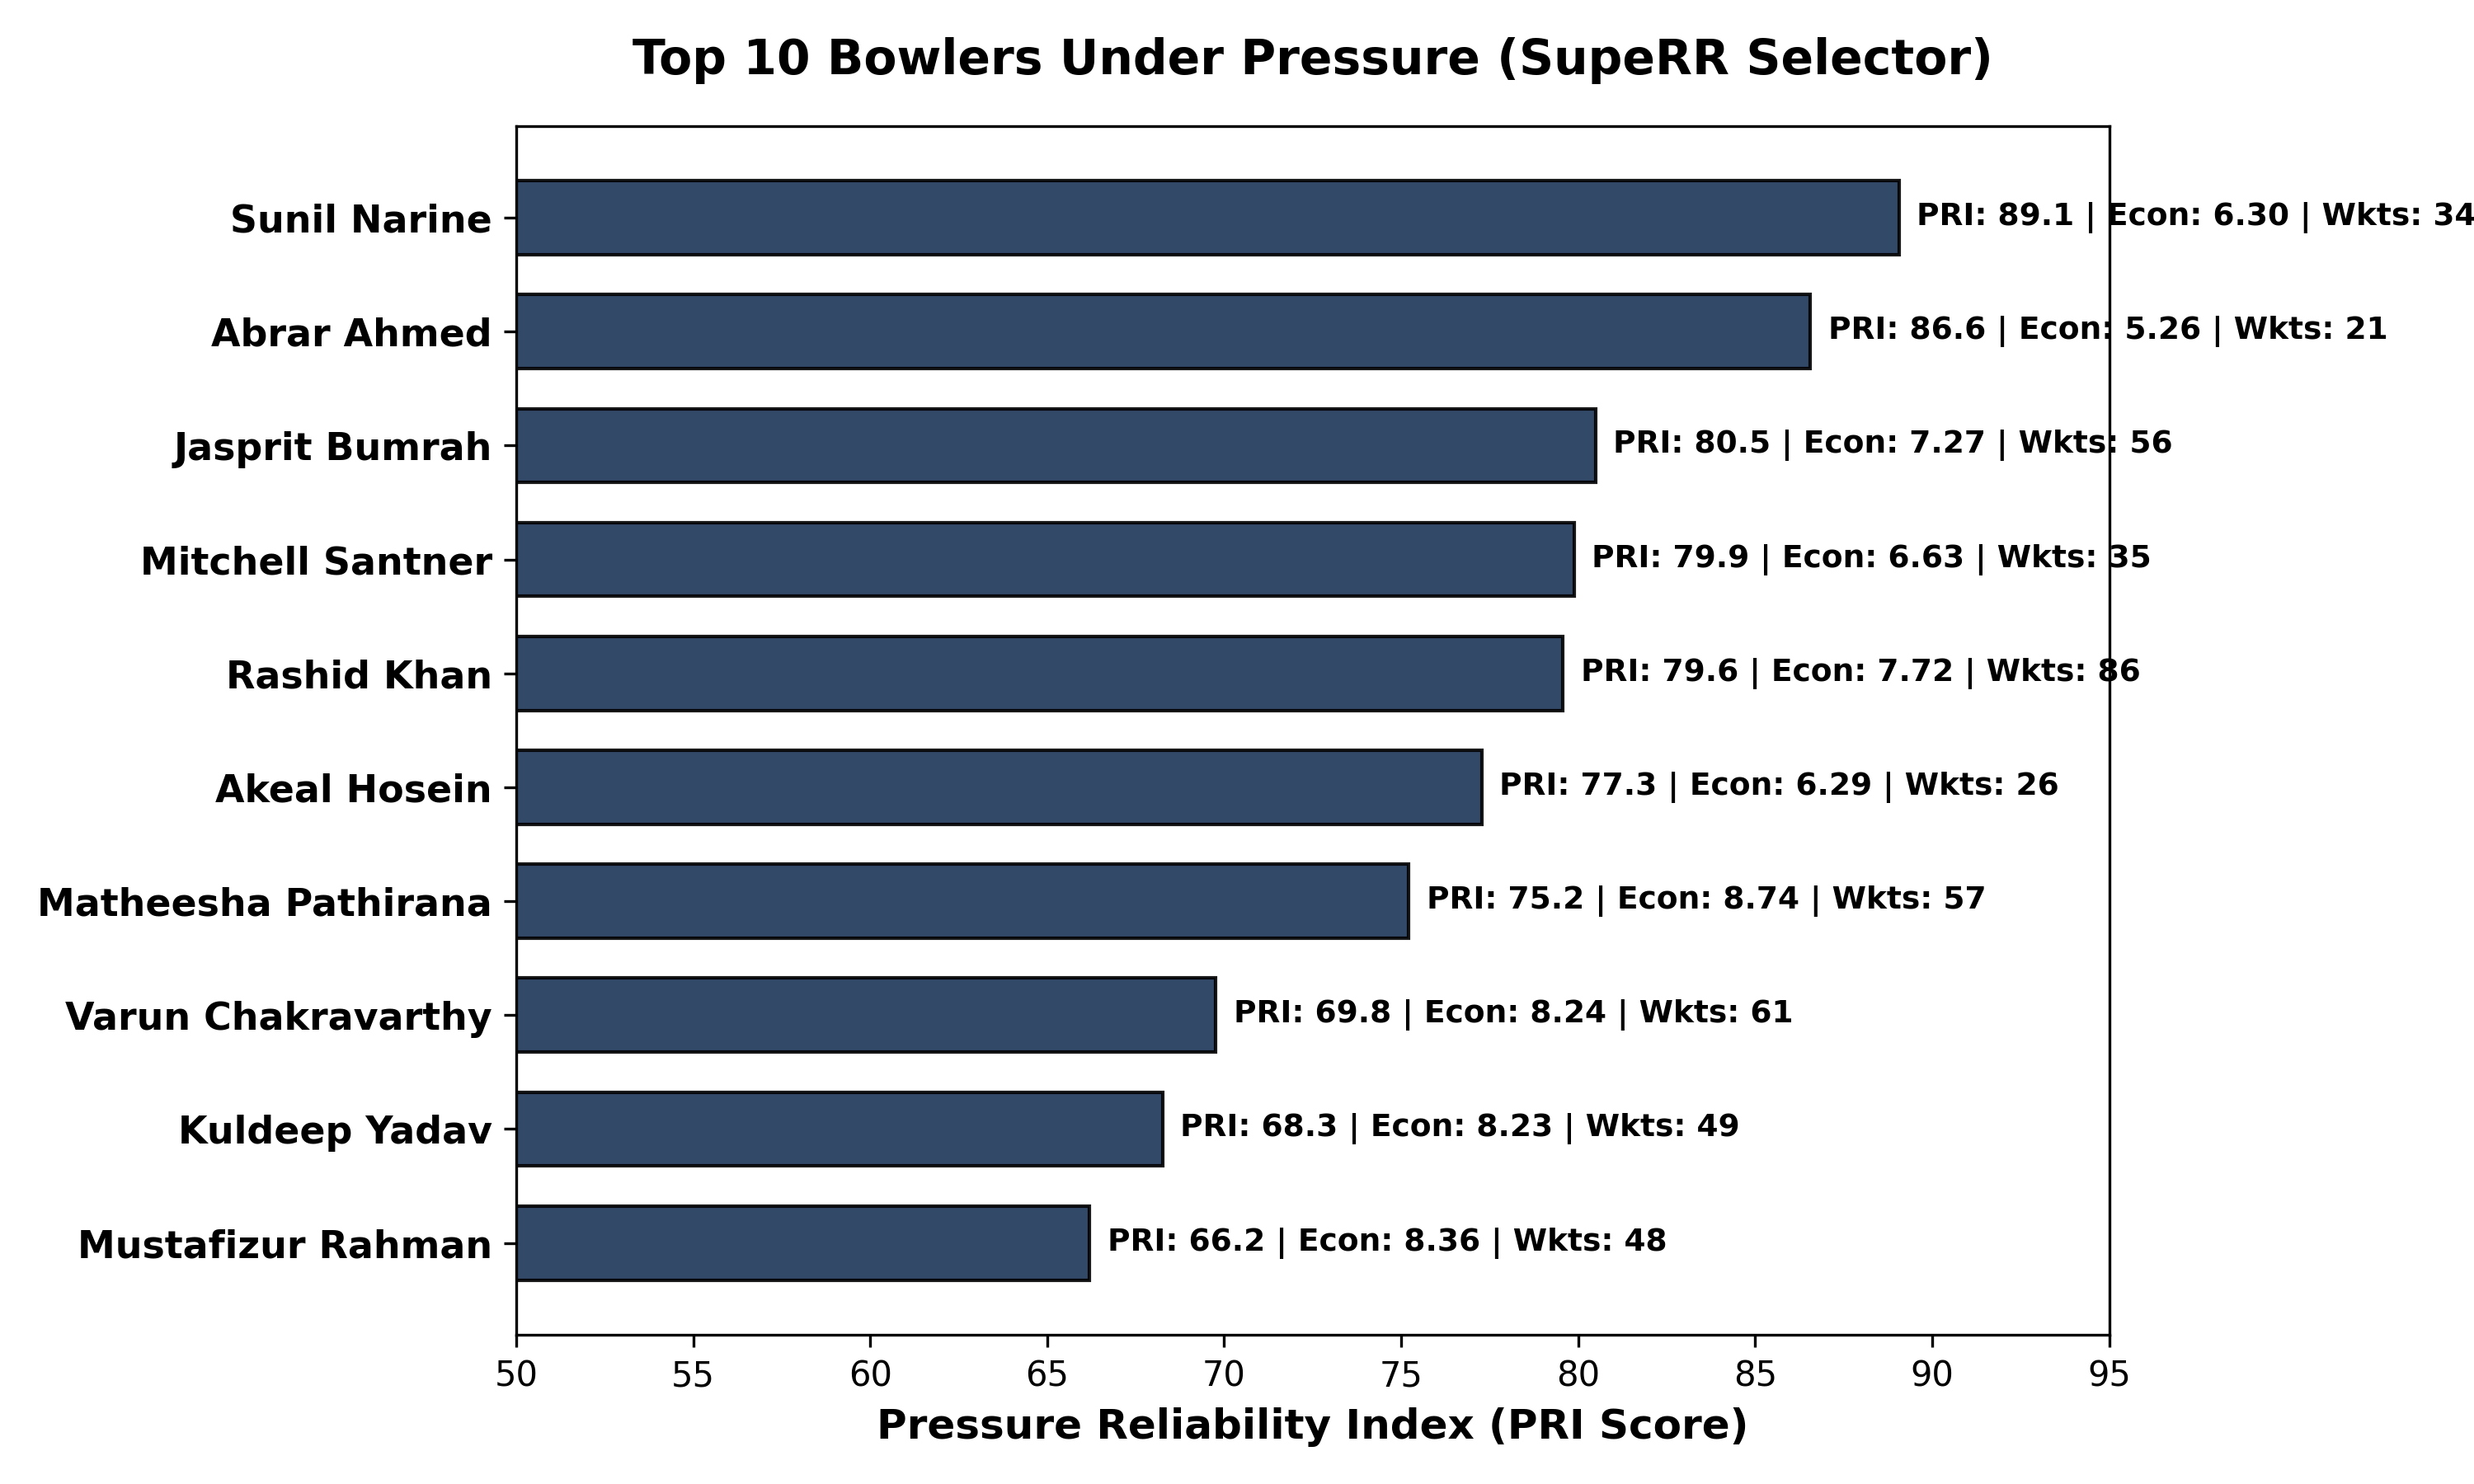 Top 10 Bowlers Under Pressure (SupeRR Selector)
Sunil Narine PRI: 89.1 | Econ: 6.30 | Wkts: 34
Abrar Ahmed PRI: 86.6 | Econ: 5.26 | Wkts: 21
Jasprit Bumrah PRI: 80.5 | Econ: 7.27 | Wkts: 56
Mitchell Santner PRI: 79.9 | Econ: 6.63 | Wkts: 35
Rashid Khan PRI: 79.6 | Econ: 7.72 | Wkts: 86
Akeal Hosein PRI: 77.3 | Econ: 6.29 | Wkts: 26
Matheesha Pathirana PRI: 75.2 | Econ: 8.74 | Wkts: 57
Varun Chakravarthy PRI: 69.8 | Econ: 8.24 | Wkts: 61
Kuldeep Yadav PRI: 68.3 | Econ: 8.23 | Wkts: 49
Mustafizur Rahman PRI: 66.2 | Econ: 8.36 | Wkts: 48
50 55 60 65 70 75 80 85 90 95
Pressure Reliability Index (PRI Score)